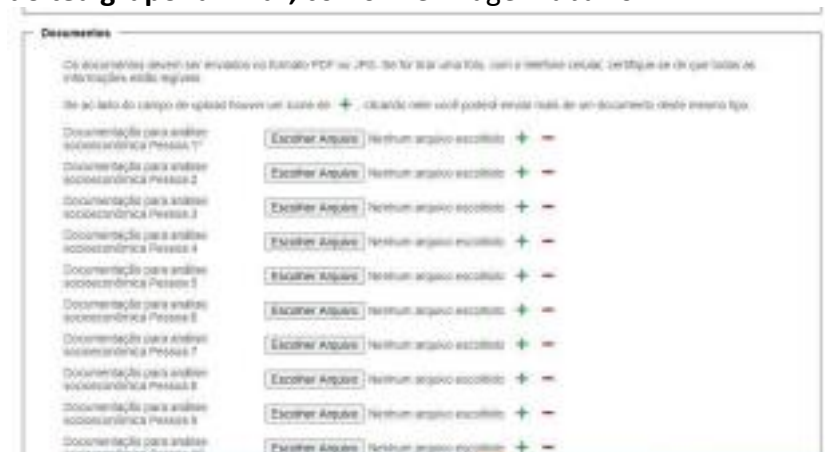 Documentos
Os documentos devem ser enviados no formato PDF ou JPG. Se for tirar uma foto, com o telefone celular, certifique-se de que todas as
informações estão legíveis.
Se ao lado do campo de upload houver um ícone de + , clicando nele você poderá enviar mais de um documento deste mesmo tipo.
Documentação para análise
socioeconômica Pessoa 1*
Escolher Arquivo Nenhum arquivo escolhido + −
Documentação para análise
socioeconômica Pessoa 2
Escolher Arquivo Nenhum arquivo escolhido + −
Documentação para análise
socioeconômica Pessoa 3
Escolher Arquivo Nenhum arquivo escolhido + −
Documentação para análise
socioeconômica Pessoa 4
Escolher Arquivo Nenhum arquivo escolhido + −
Documentação para análise
socioeconômica Pessoa 5
Escolher Arquivo Nenhum arquivo escolhido + −
Documentação para análise
socioeconômica Pessoa 6
Escolher Arquivo Nenhum arquivo escolhido + −
Documentação para análise
socioeconômica Pessoa 7
Escolher Arquivo Nenhum arquivo escolhido + −
Documentação para análise
socioeconômica Pessoa 8
Escolher Arquivo Nenhum arquivo escolhido + −
Documentação para análise
socioeconômica Pessoa 9
Escolher Arquivo Nenhum arquivo escolhido + −
Documentação para análise
Escolher Arquivo Nenhum arquivo escolhido + −